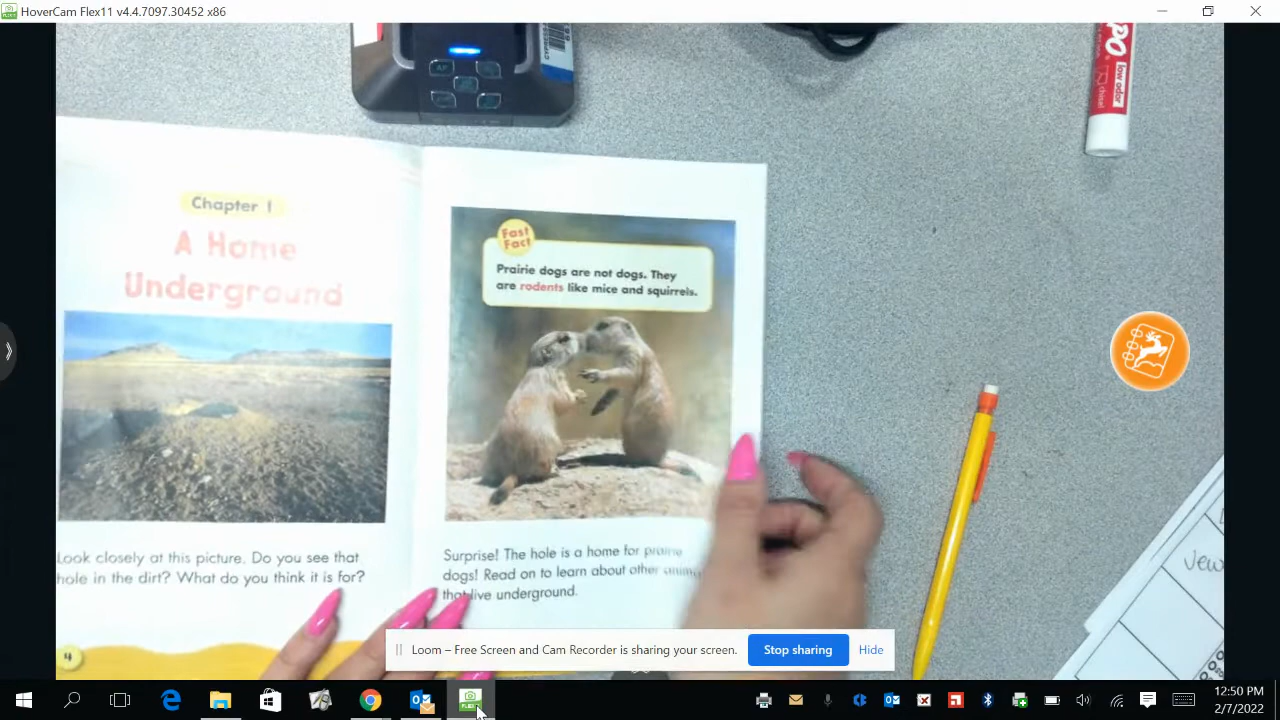 HoverCam Flex11 v4.4.7097.30452 x86
low odor
chisel
Chapter 1
A Home
Underground
Fast
Fact
Prairie dogs are not dogs. They
are rodents like mice and squirrels.
Look closely at this picture. Do you see that
hole in the dirt? What do you think it is for?
Surprise! The hole is a home for prairie
dogs! Read on to learn about other
that live underground.
4
Loom – Free Screen and Cam Recorder is sharing your screen.
Stop sharing
Hide
12:50 PM
2/7/2022